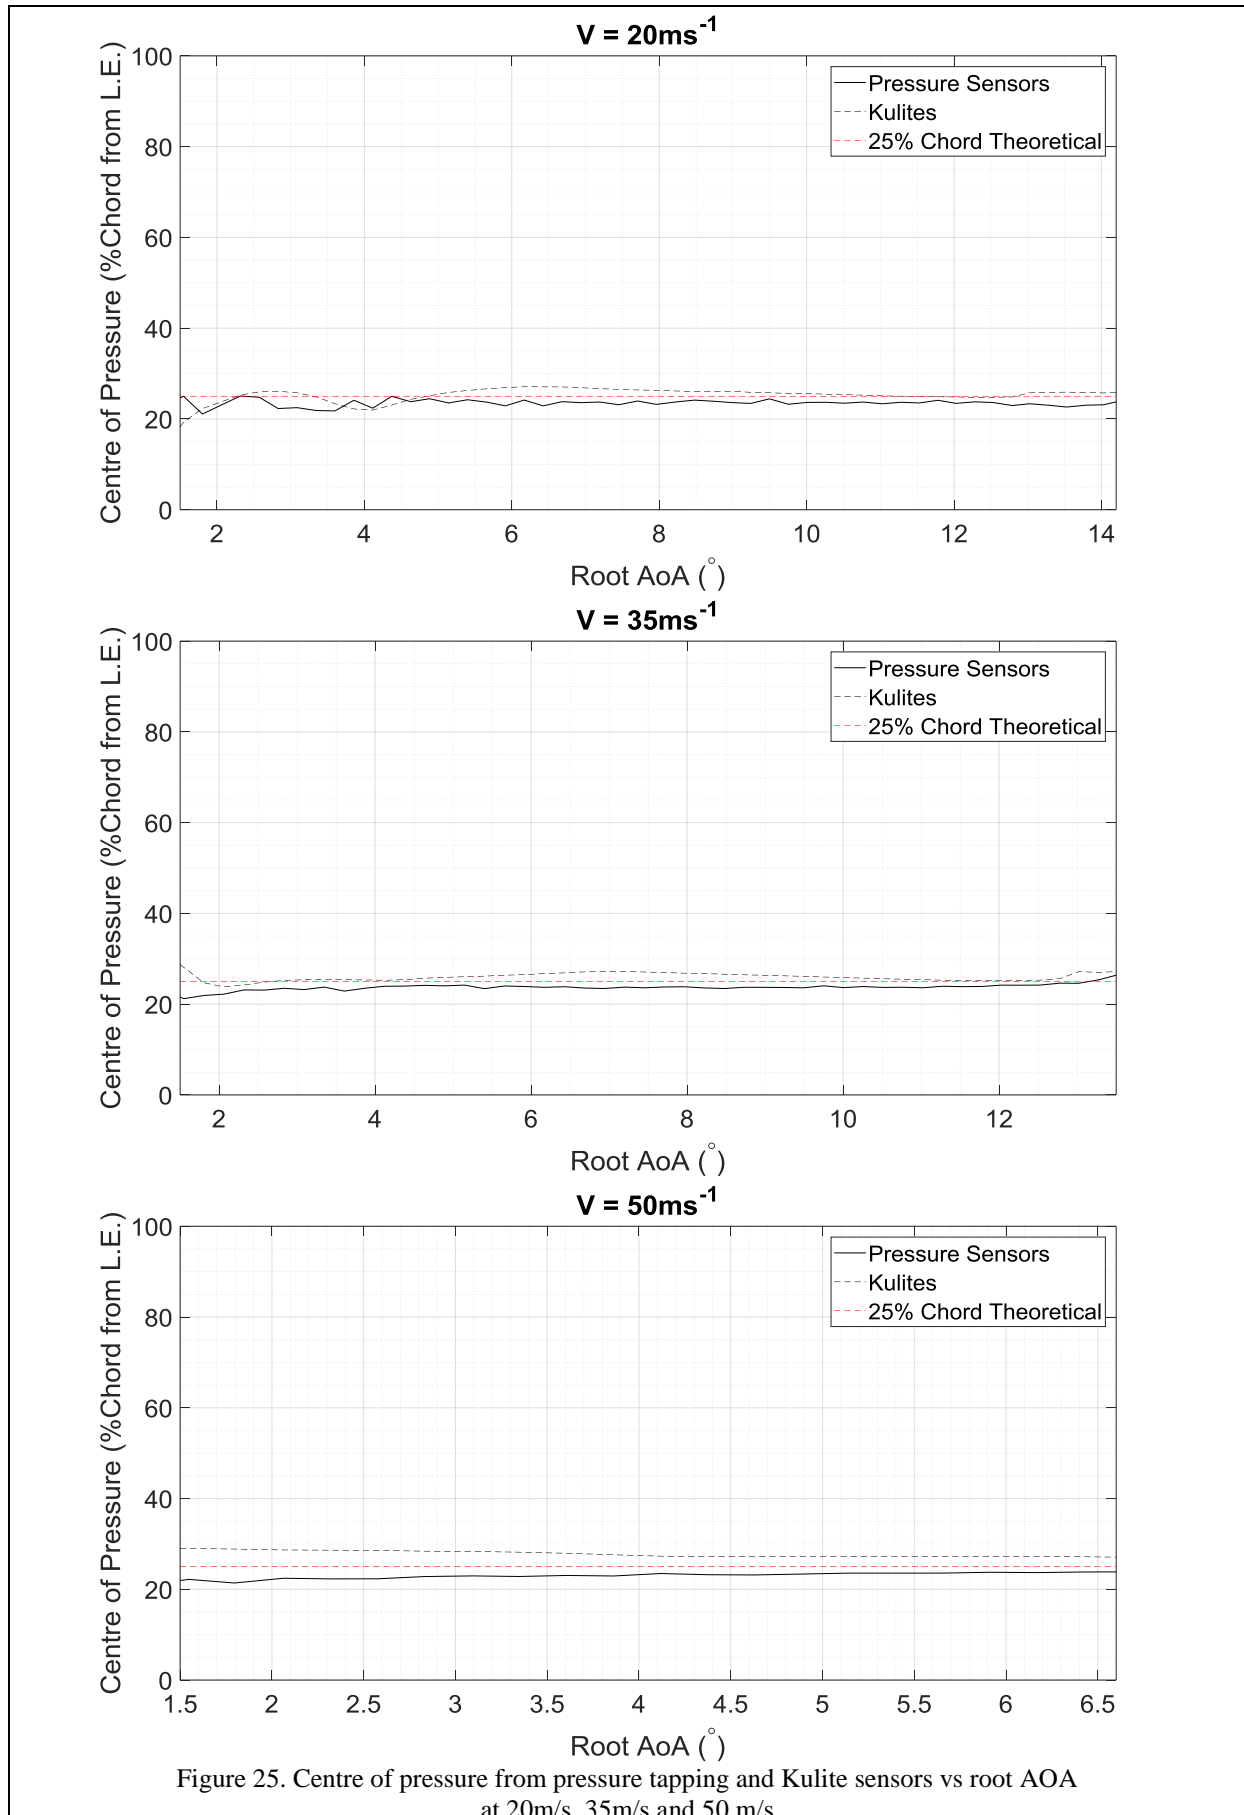 V = 20ms⁻¹
Centre of Pressure (%Chord from L.E.)
100
80
60
40
20
0
Pressure Sensors
Kulites
25% Chord Theoretical
2 4 6 8 10 12 14
Root AoA (°)
V = 35ms⁻¹
Centre of Pressure (%Chord from L.E.)
100
80
60
40
20
0
Pressure Sensors
Kulites
25% Chord Theoretical
2 4 6 8 10 12
Root AoA (°)
V = 50ms⁻¹
Centre of Pressure (%Chord from L.E.)
100
80
60
40
20
0
Pressure Sensors
Kulites
25% Chord Theoretical
1.5 2 2.5 3 3.5 4 4.5 5 5.5 6 6.5
Root AoA (°)
Figure 25. Centre of pressure from pressure tapping and Kulite sensors vs root AOA
at 20m/s, 35m/s and 50 m/s